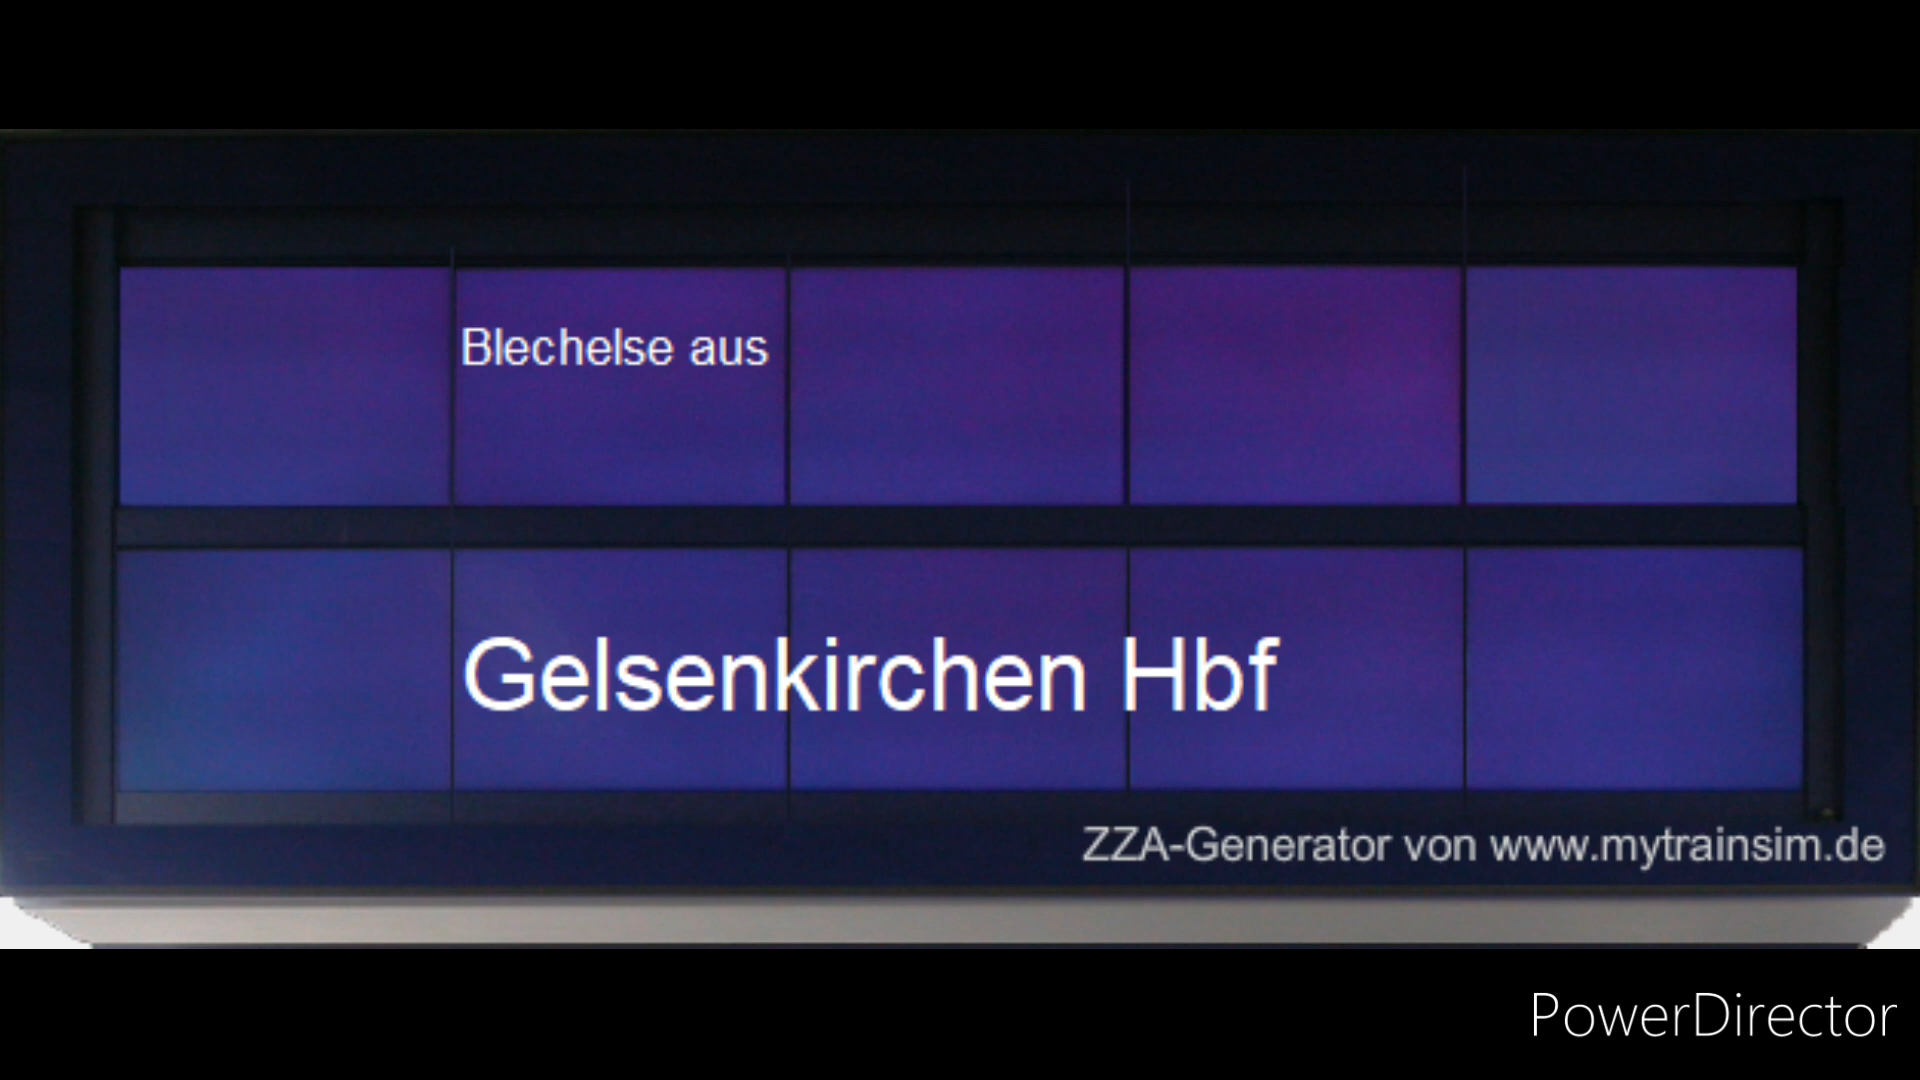 Blechelse aus
Gelsenkirchen Hbf
ZZA-Generator von www.mytrainsim.de
PowerDirector